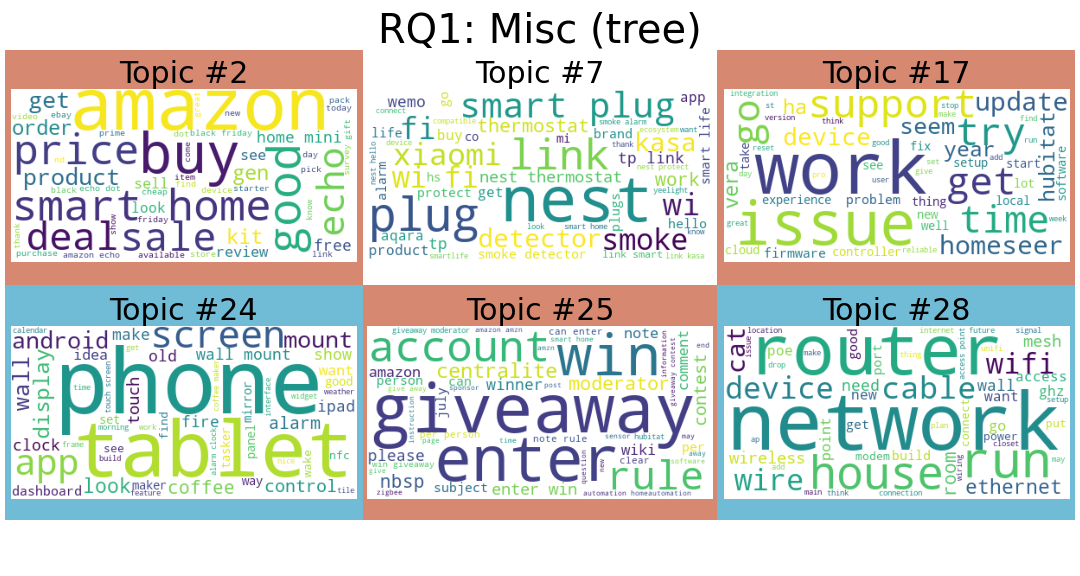 RQ1: Misc (tree)
Topic #2
Topic #7
Topic #17
get amazon great new pack today
video ebay
order prime dot black friday home mini
price buy item come see day pick survey gift
product nd gen good echo
black echo dot sell find device starter
cheap
smart home
look friday know
thank deal show sale kit free
review link
purchase amazon echo available store
wemo go smart plug app
connect compatible smoke alarm
life fi thermostat brand ecosystem want
device buy co mi thank kasa smart life
xiaomi link tp link
nest hello alarm wi hs fi nest thermostat nest protect work
protect get yeelight
plug nest plugs wi
look smart home hello
aqara detector smoke know
product tp smoke detector
smartlife link smart link kasa
integration st ha support stop update
version think make find run
take go device seem try
good fix year add hubitat
vera work see setup start software
day pro set get local
user give lot
experience problem thing
great issue new time week
well
cloud controller reliable homeseer
firmware closet
Topic #24
Topic #25
Topic #28
calendar android make screen mount
get
idea old wall mount show
wall display phone want
touch screen touch coffee maker good
time mirror interface weather
widget ipad
set find fire alarm
clock morning work tasker panel
frame see tablet nfc
app build alarm clock nice wake
look maker coffee way control
dashboard feature tile
giveaway moderator amazon amzn can enter note
account win smart home information
amzn comment end
amazon centralite giveaway contest
person can winner post moderator contest
give away sponsor
july giveaway
instruction per person
page time note rule sensor hubitat may
please enter wiki per
win giveaway question clear away
give new software rule
nbsp subject enter win
zigbee automation homeautomation
location issue cat router internet future signal
poe make good port thing access point unifi mesh
wifi
device need cable wall access
new want ghz
get setup
network connect go put
ap plan power
point closet
wireless modem build room wiring run
add house may
wire
main think connection ethernet